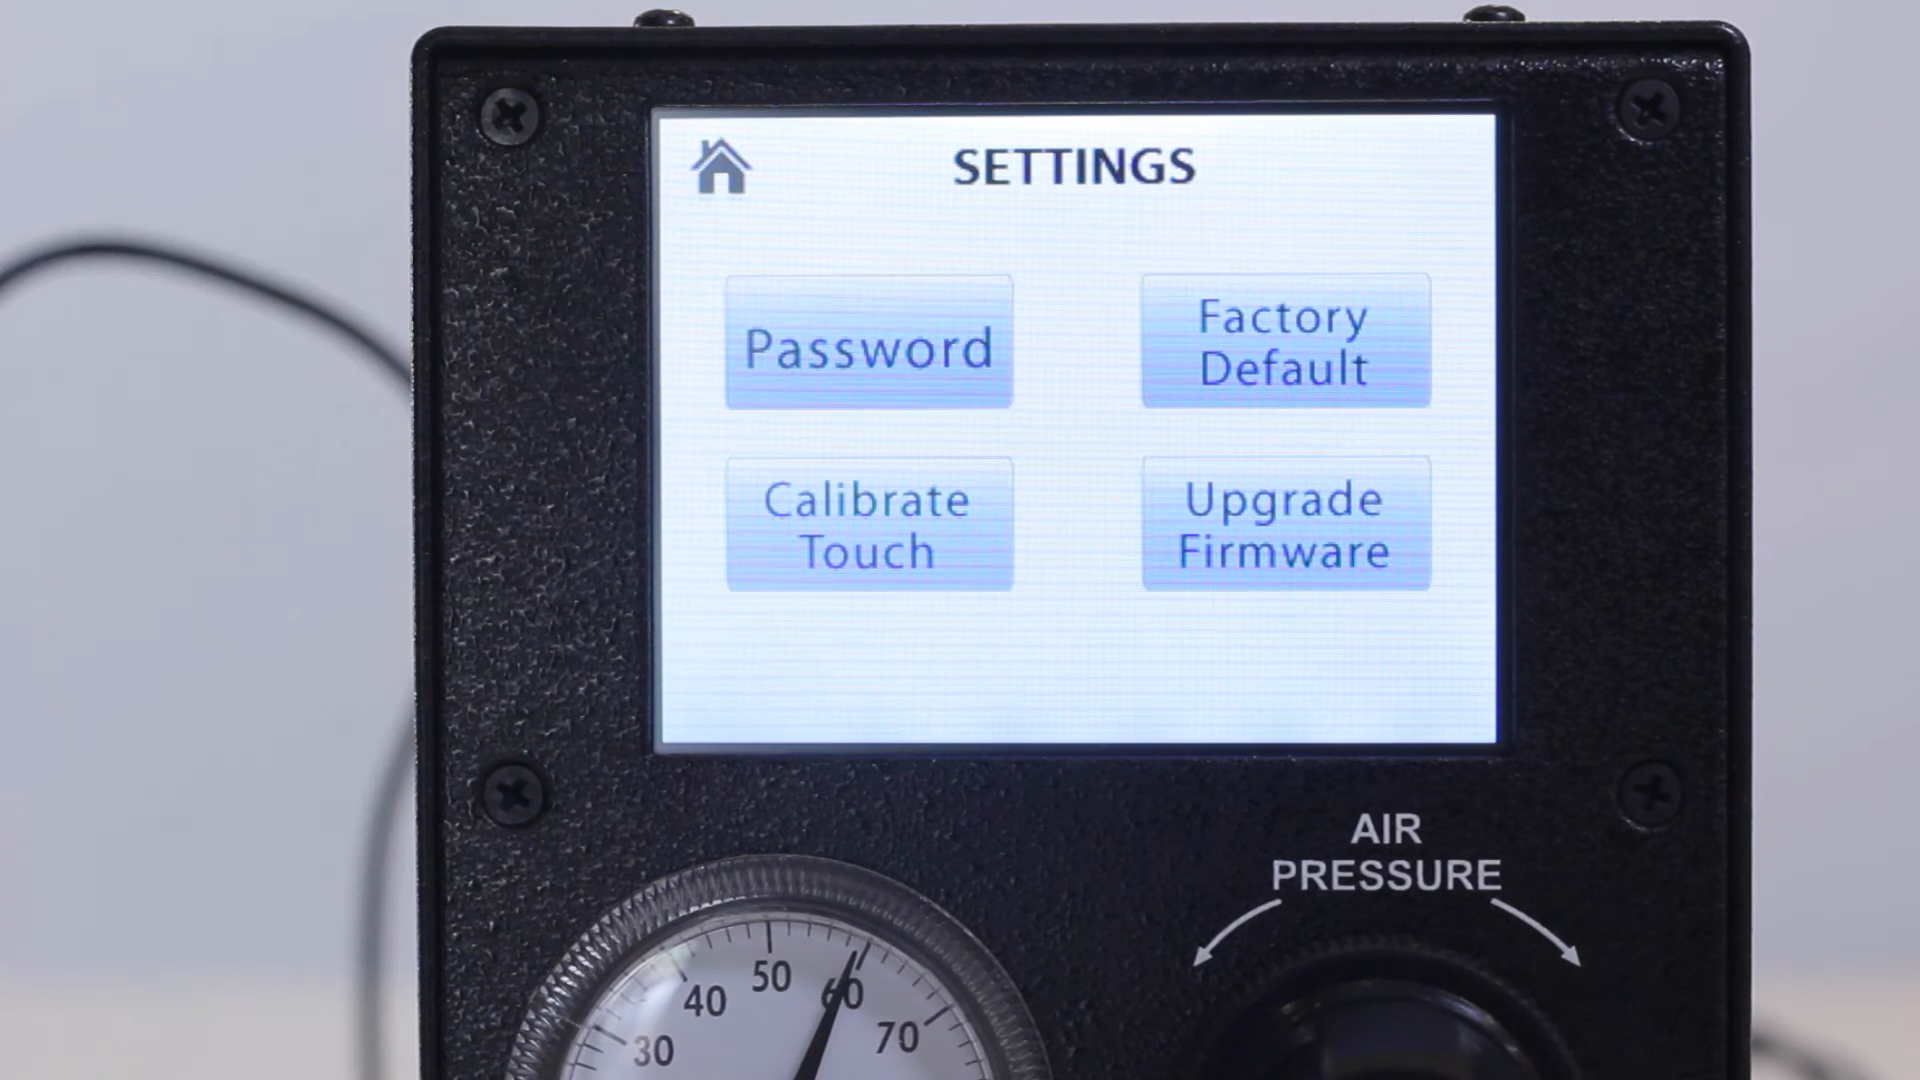 SETTINGS
Password
Factory
Default
Calibrate
Touch
Upgrade
Firmware
AIR
PRESSURE
30
40
50
60
70